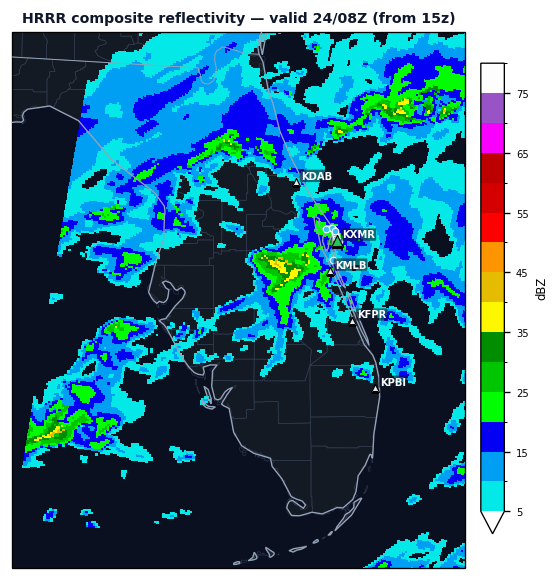 HRRR composite reflectivity — valid 24/08Z (from 15z)
KDAB
KXMR
KMLB
KFPR
KPBI
75
65
55
45
35
25
15
5
dBZ